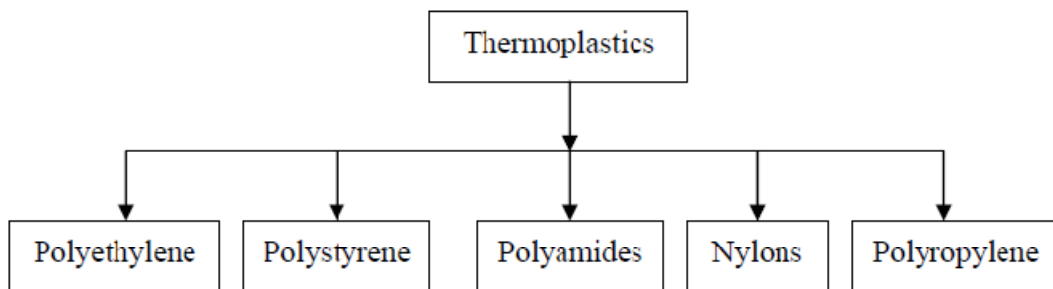 Thermoplastics
Polyethylene
Polystyrene
Polyamides
Nylons
Polyropylene